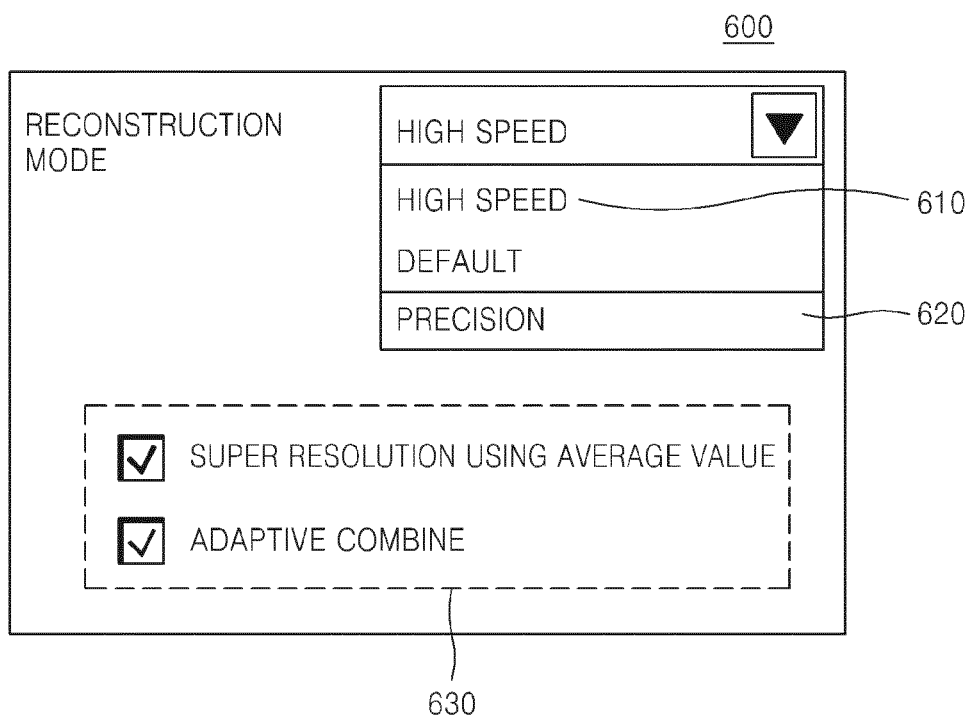 600
RECONSTRUCTION
MODE
HIGH SPEED
HIGH SPEED
610
DEFAULT
PRECISION
620
SUPER RESOLUTION USING AVERAGE VALUE
ADAPTIVE COMBINE
630